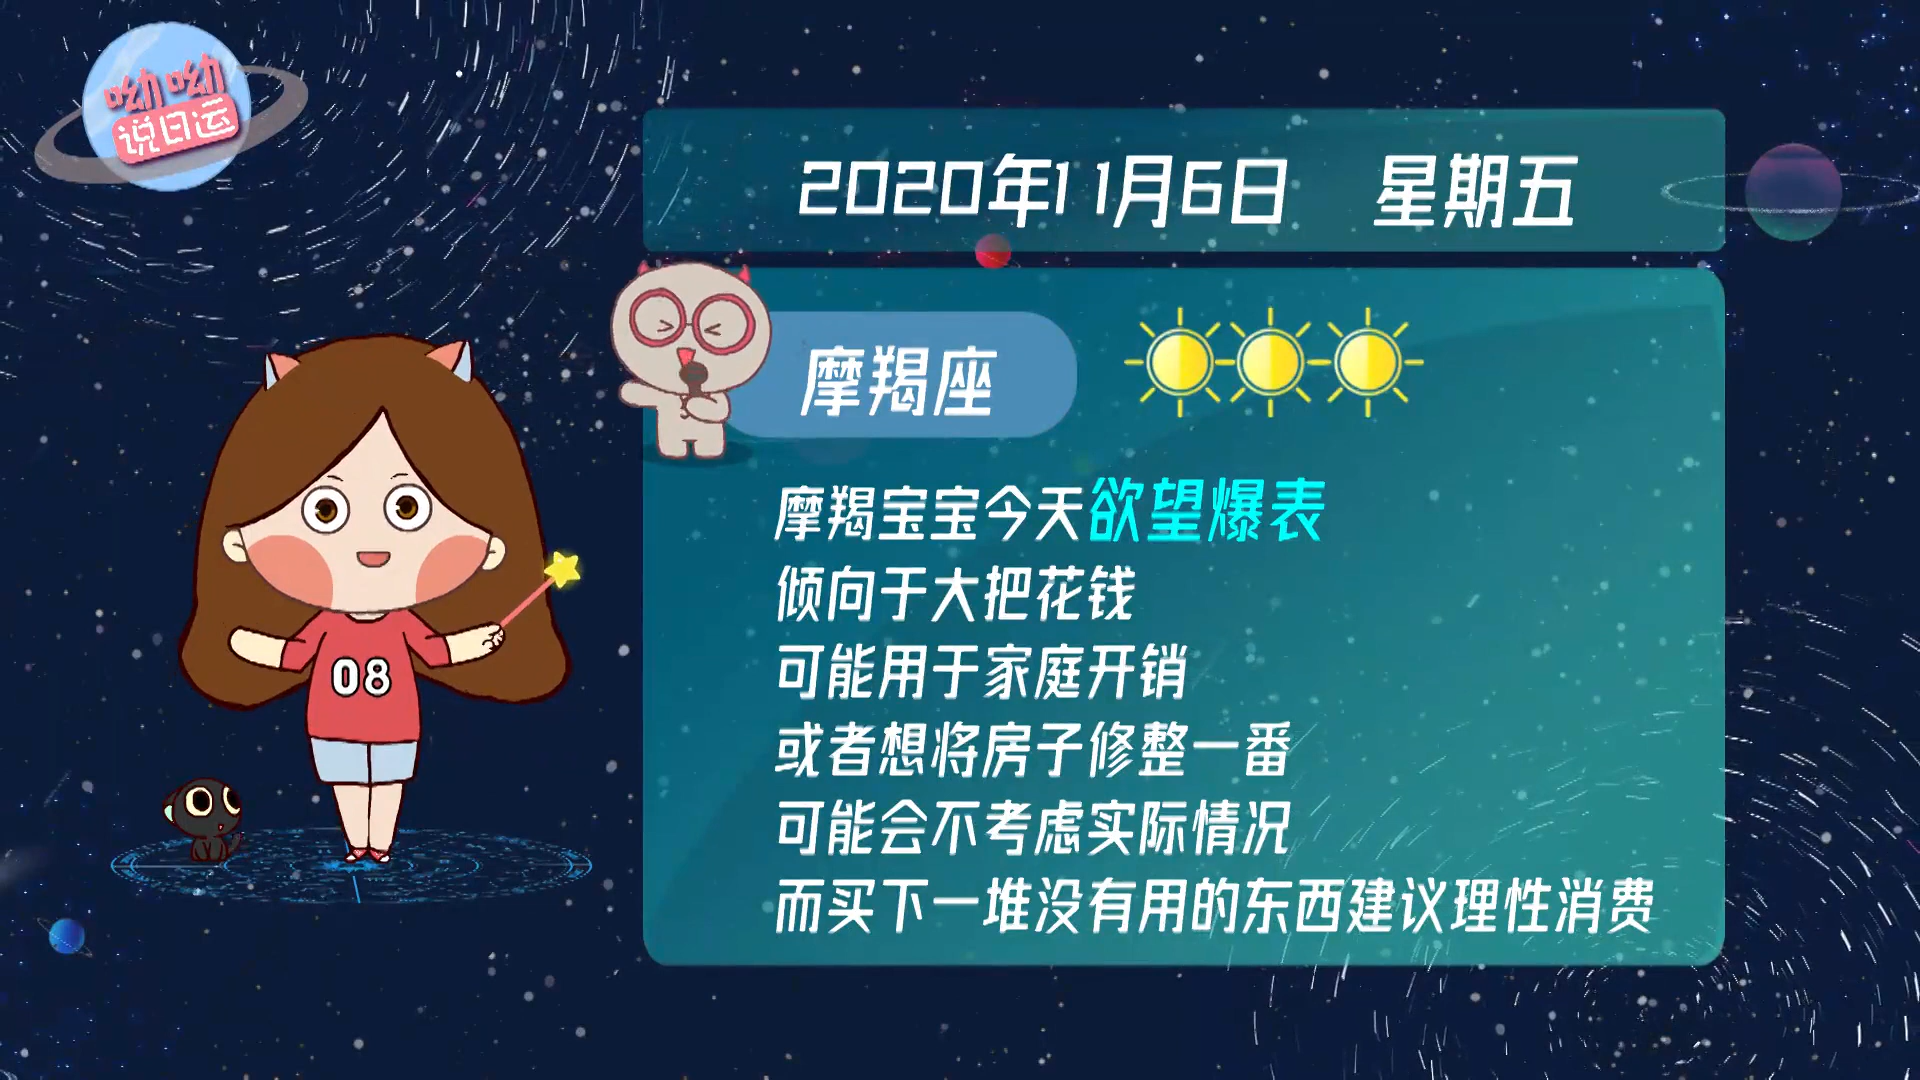 呦呦
说日运
2020年11月6日 星期五
摩羯座
摩羯宝宝今天欲望爆表
倾向于大把花钱
可能用于家庭开销
或者想将房子修整一番
可能会不考虑实际情况
而买下一堆没有用的东西建议理性消费
08